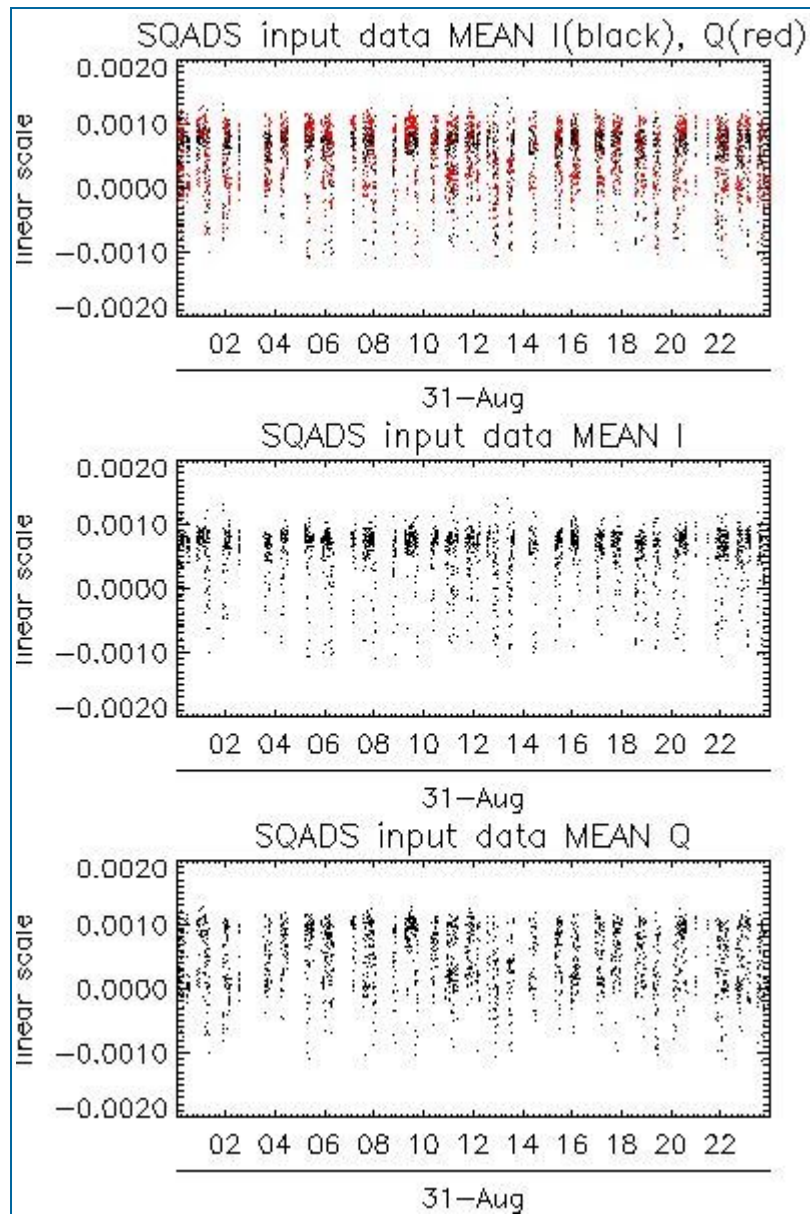 SQADS input data MEAN I(black), Q(red)
linear scale
0.0020
0.0010
0.0000
−0.0010
−0.0020
02 04 06 08 10 12 14 16 18 20 22
31−Aug
SQADS input data MEAN I
linear scale
0.0020
0.0010
0.0000
−0.0010
−0.0020
02 04 06 08 10 12 14 16 18 20 22
31−Aug
SQADS input data MEAN Q
linear scale
0.0020
0.0010
0.0000
−0.0010
−0.0020
02 04 06 08 10 12 14 16 18 20 22
31−Aug